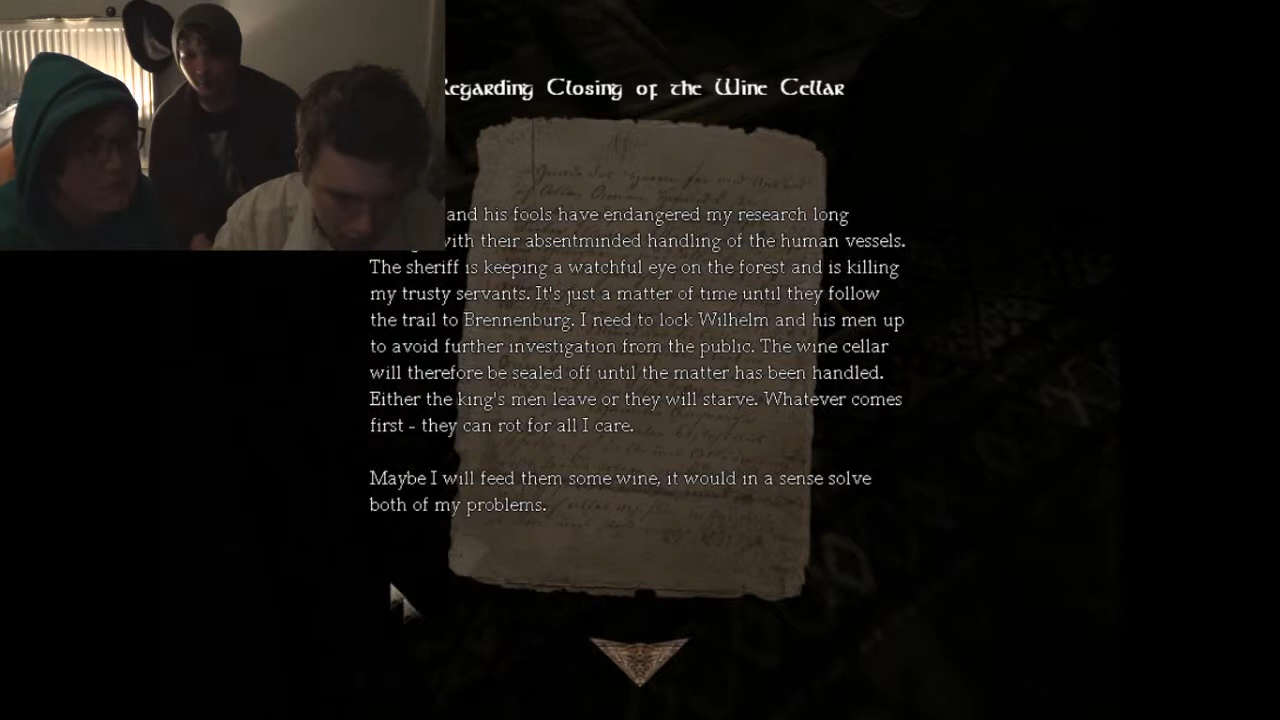 egarding Closing of the Wine Cellar
and his fools have endangered my research long
with their absentminded handling of the human vessels.
The sheriff is keeping a watchful eye on the forest and is killing
my trusty servants. It's just a matter of time until they follow
the trail to Brennenburg. I need to lock Wilhelm and his men up
to avoid further investigation from the public. The wine cellar
will therefore be sealed off until the matter has been handled.
Either the king's men leave or they will starve. Whatever comes
first - they can rot for all I care.
Maybe I will feed them some wine, it would in a sense solve
both of my problems.